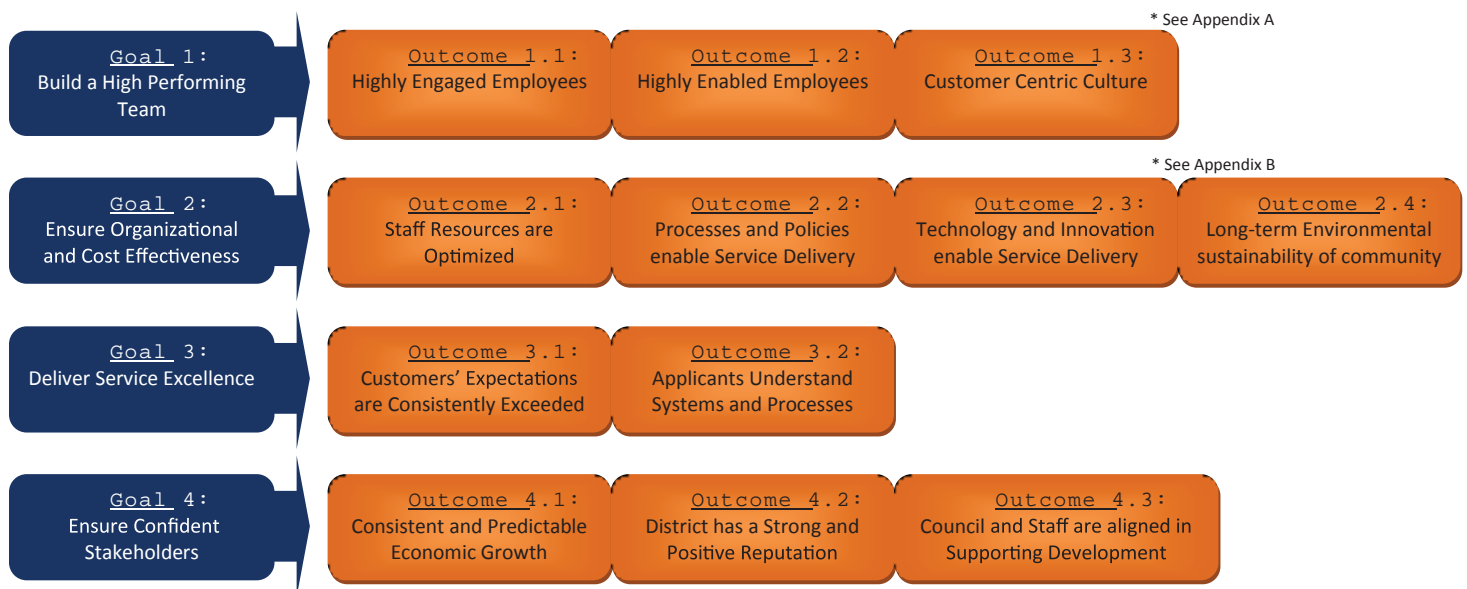 * See Appendix A
Goal 1:
Build a High Performing
Team
Outcome 1.1:
Highly Engaged Employees
Outcome 1.2:
Highly Enabled Employees
Outcome 1.3:
Customer Centric Culture
* See Appendix B
Goal 2:
Ensure Organizational
and Cost Effectiveness
Outcome 2.1:
Staff Resources are
Optimized
Outcome 2.2:
Processes and Policies
enable Service Delivery
Outcome 2.3:
Technology and Innovation
enable Service Delivery
Outcome 2.4:
Long-term Environmental
sustainability of community
Goal 3:
Deliver Service Excellence
Outcome 3.1:
Customers’ Expectations
are Consistently Exceeded
Outcome 3.2:
Applicants Understand
Systems and Processes
Goal 4:
Ensure Confident
Stakeholders
Outcome 4.1:
Consistent and Predictable
Economic Growth
Outcome 4.2:
District has a Strong and
Positive Reputation
Outcome 4.3:
Council and Staff are aligned in
Supporting Development